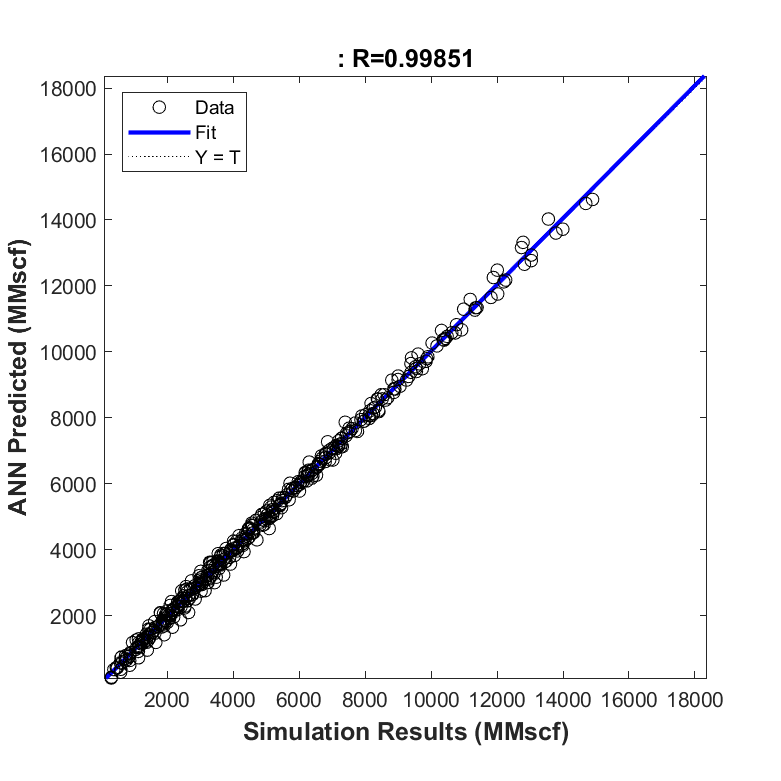 : R=0.99851
18000
16000
14000
12000
10000
8000
6000
4000
2000
ANN Predicted (MMscf)
Data
Fit
Y = T
2000 4000 6000 8000 10000 12000 14000 16000 18000
Simulation Results (MMscf)